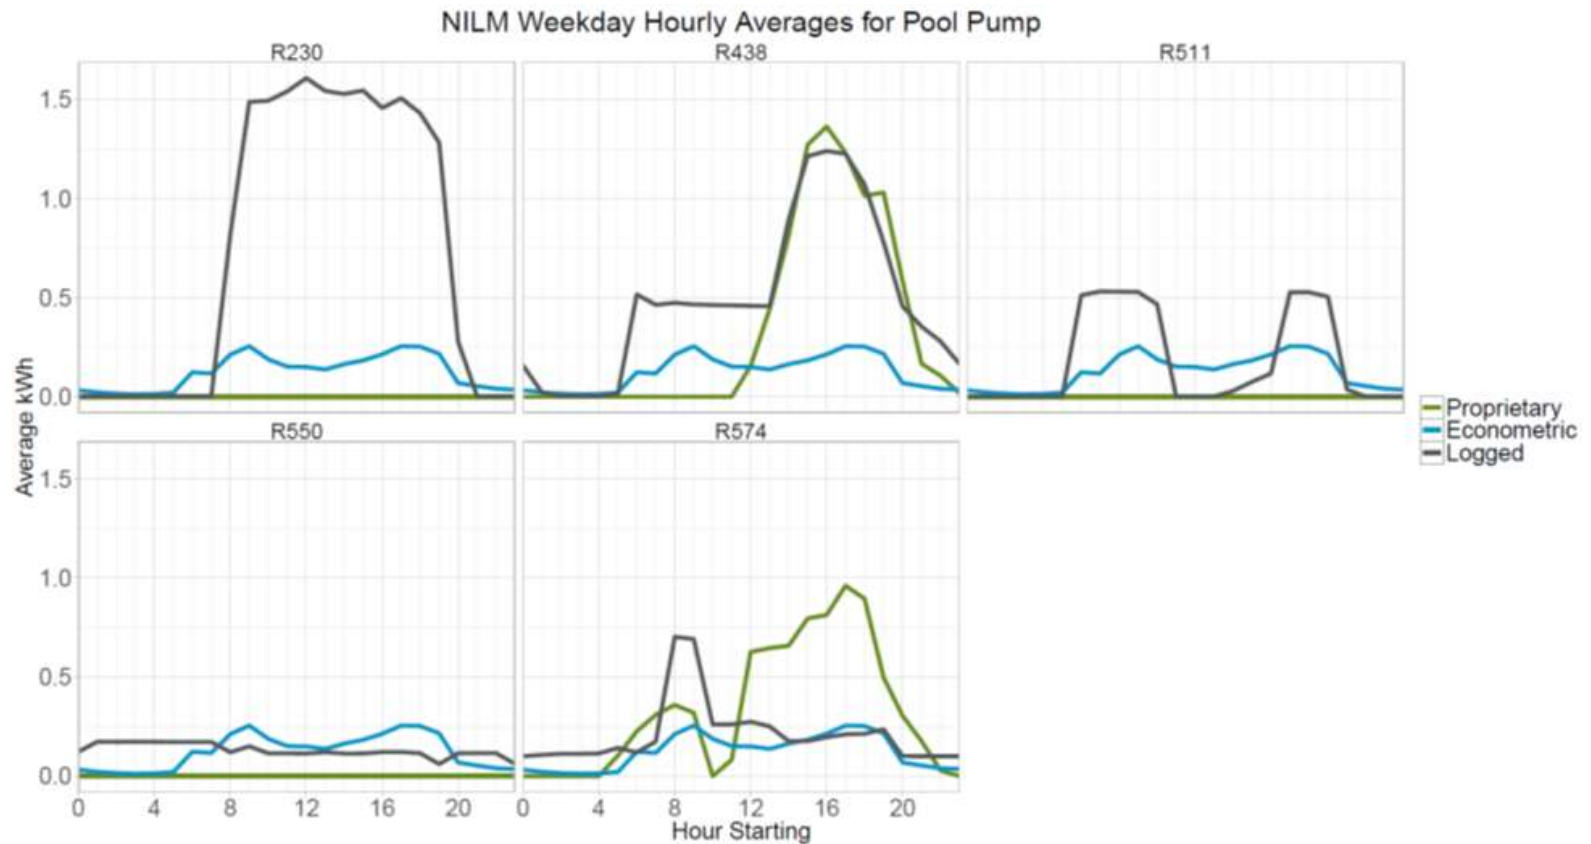 NILM Weekday Hourly Averages for Pool Pump
R230 R438 R511
1.5
1.0
0.5
0.0
R550 R574
1.5
1.0
0.5
0.0
0 4 8 12 16 20 0 4 8 12 16 20
Hour Starting
Average kWh
Proprietary
Econometric
Logged